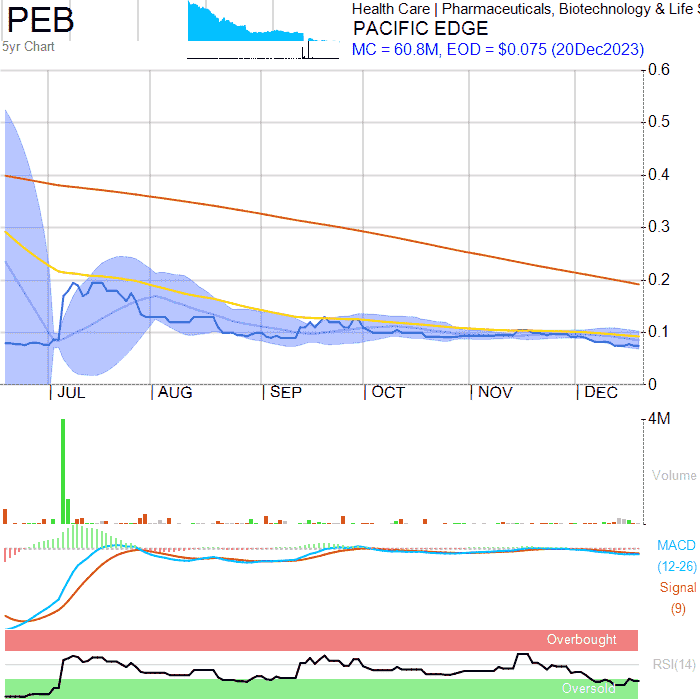 PEB
5yr Chart
Health Care | Pharmaceuticals, Biotechnology & Life S
PACIFIC EDGE
MC = 60.8M, EOD = $0.075 (20Dec2023)
0.6
0.5
0.4
0.3
0.2
0.1
0
JUL AUG SEP OCT NOV DEC
4M
Volume
MACD
(12-26)
Signal
(9)
Overbought
RSI(14)
Oversold